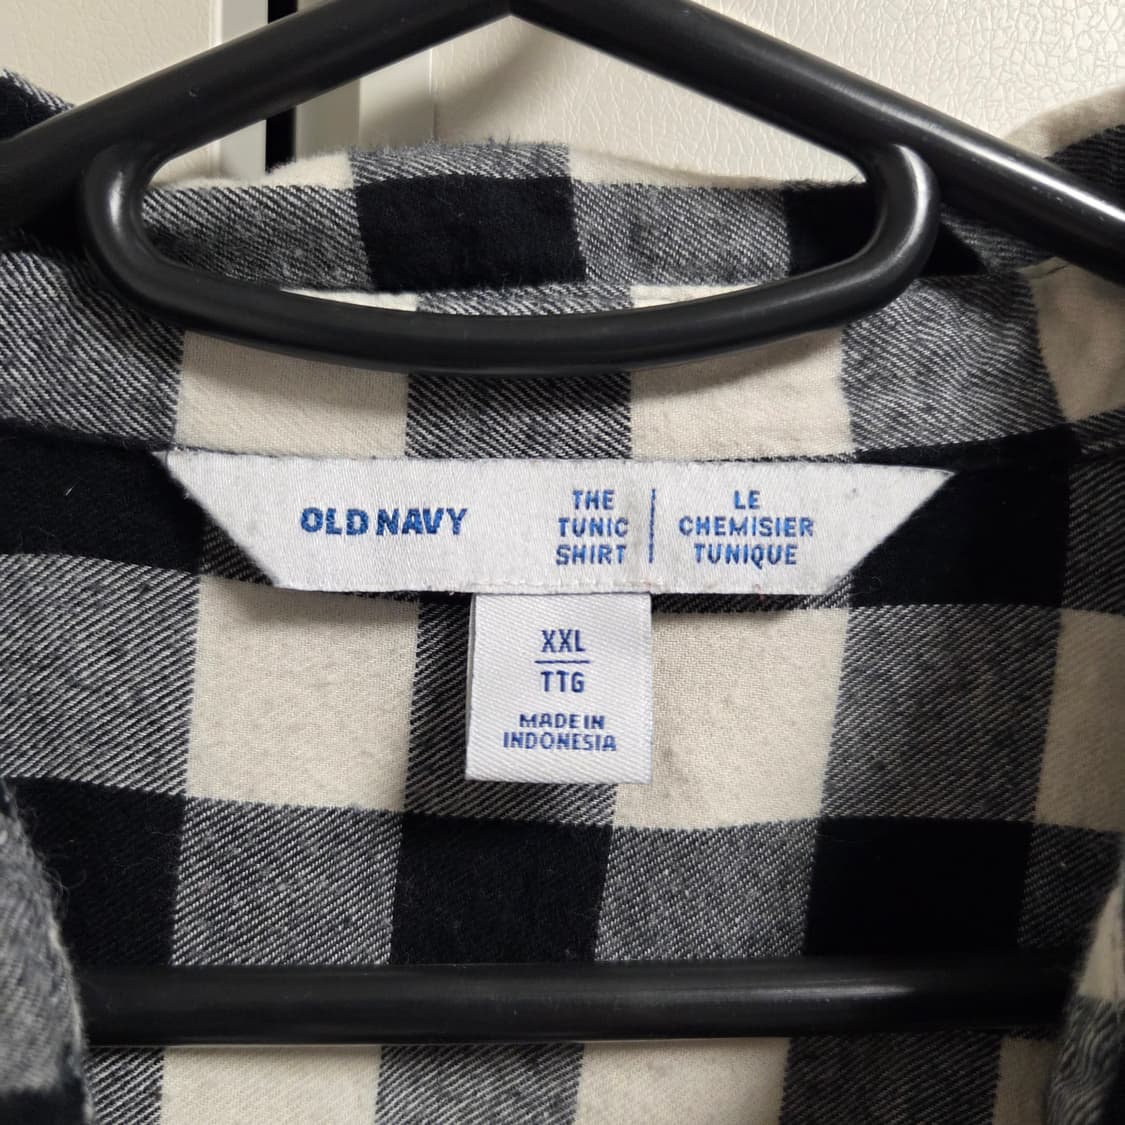 OLD NAVY
THE
TUNIC
SHIRT
LE
CHEMISIER
TUNIQUE
XXL
TTG
MADE IN
INDONESIA